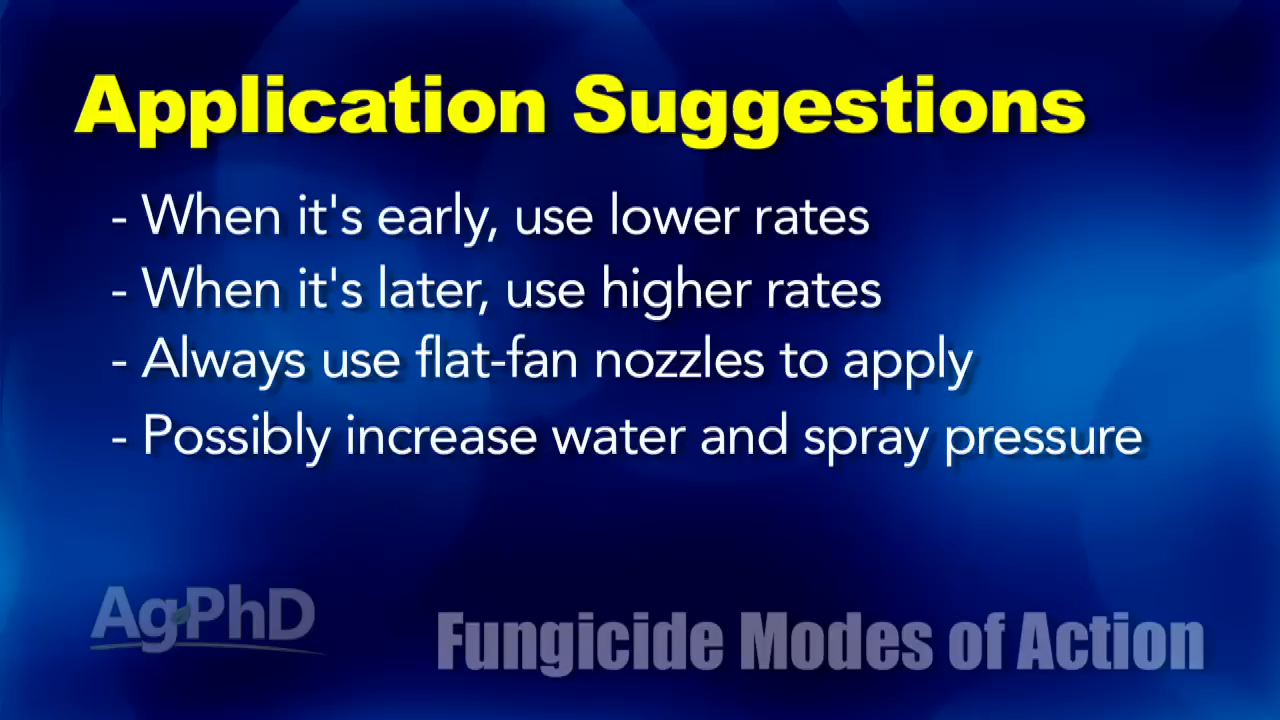 Application Suggestions
- When it's early, use lower rates
- When it's later, use higher rates
- Always use flat-fan nozzles to apply
- Possibly increase water and spray pressure
AgPhD
Fungicide Modes of Action